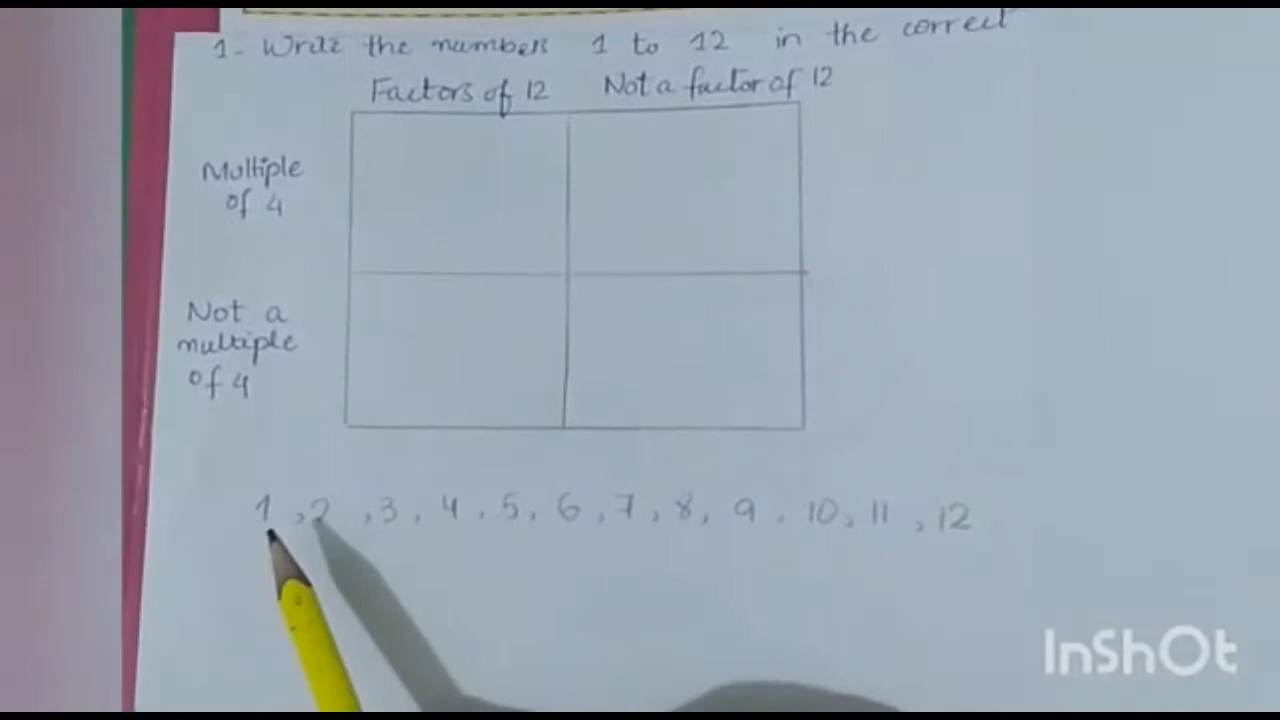 1- Write the numbers 1 to 12 in the correct
Factors of 12 Not a factor of 12
Multiple
of 4
Not a
multiple
of 4
1, 2, 3, 4, 5, 6, 7, 8, 9, 10, 11, 12
InShOt